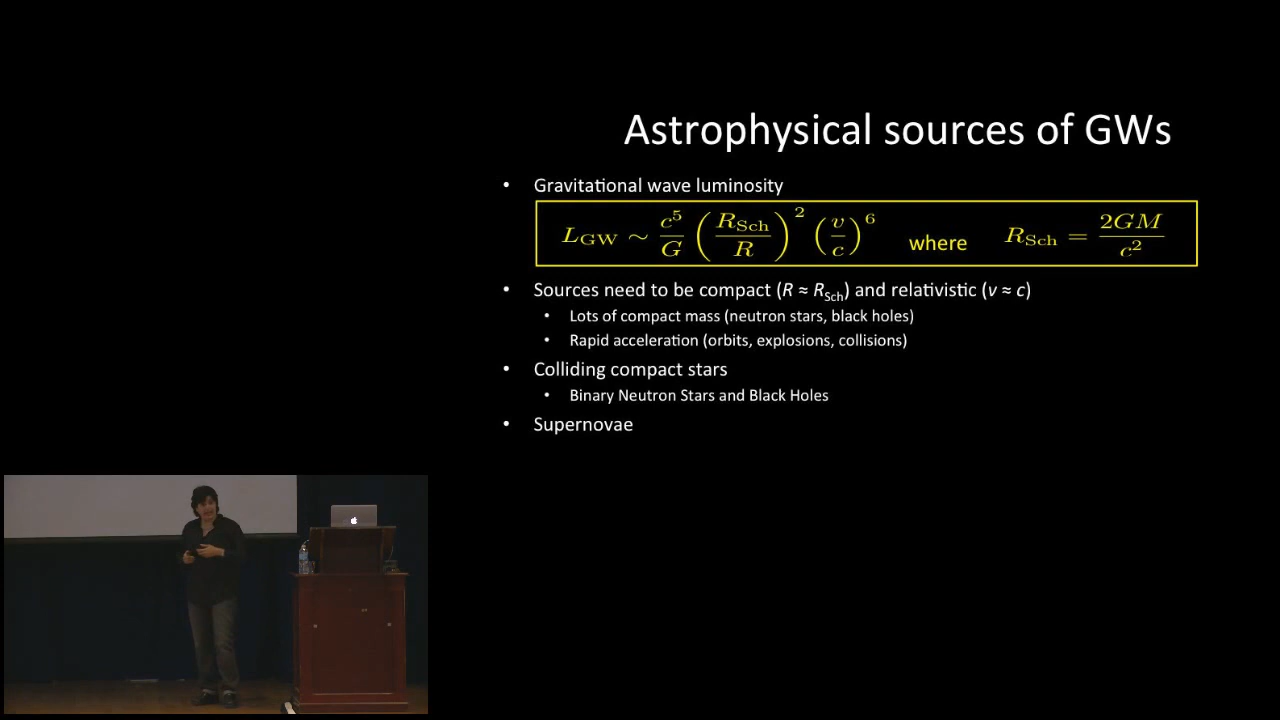 Astrophysical sources of GWs
• Gravitational wave luminosity
L_GW ∼ c^5/G (R_Sch/R)^2 (v/c)^6 where R_Sch = 2GM/c^2
• Sources need to be compact (R ≈ R_Sch) and relativistic (v ≈ c)
• Lots of compact mass (neutron stars, black holes)
• Rapid acceleration (orbits, explosions, collisions)
• Colliding compact stars
• Binary Neutron Stars and Black Holes
• Supernovae